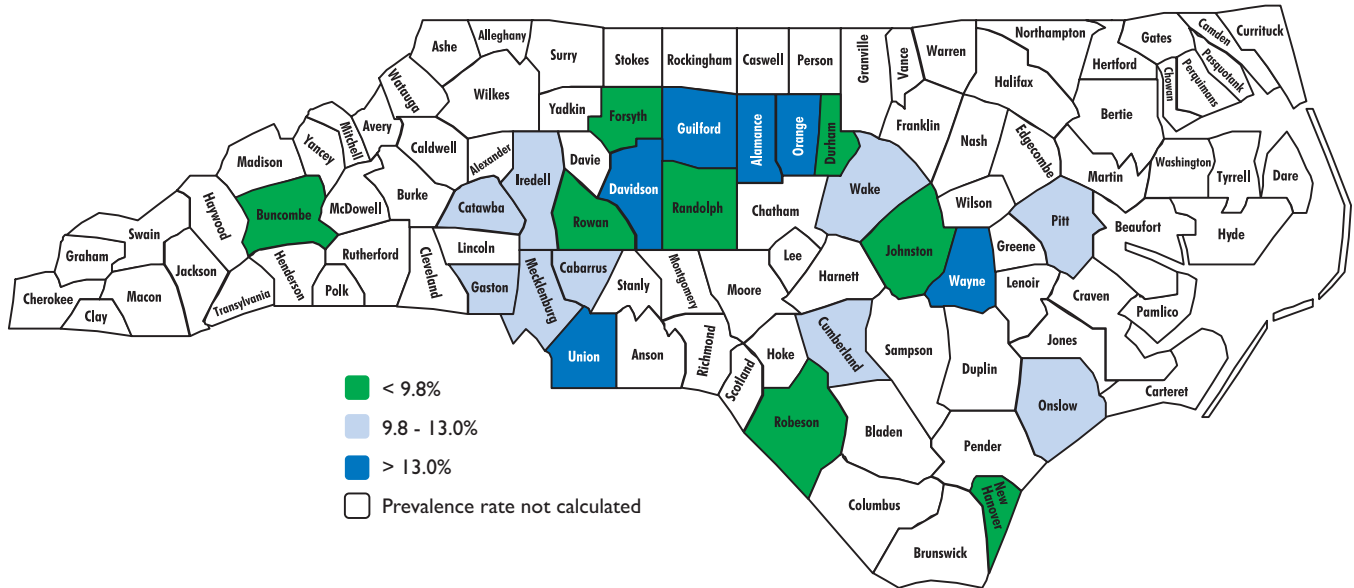 Ashe
Alleghany
Surry
Stokes
Rockingham
Caswell
Person
Granville
Vance
Warren
Northampton
Gates
Camden
Currituck
Hertford
Pasquotank
Perquimans
Chowan
Halifax
Watauga
Wilkes
Yadkin
Forsyth
Guilford
Alamance
Orange
Durham
Franklin
Nash
Edgecombe
Bertie
Mitchell
Avery
Yancey
Madison
Caldwell
Alexander
Iredell
Davie
Davidson
Randolph
Chatham
Wake
Wilson
Martin
Washington
Tyrrell
Dare
Haywood
Buncombe
McDowell
Burke
Catawba
Rowan
Johnston
Pitt
Beaufort
Hyde
Swain
Graham
Jackson
Henderson
Rutherford
Cleveland
Lincoln
Lee
Harnett
Greene
Wayne
Lenoir
Craven
Pamlico
Cherokee
Macon
Clay
Transylvania
Polk
Gaston
Mecklenburg
Cabarrus
Stanly
Montgomery
Moore
Cumberland
Sampson
Duplin
Jones
Carteret
Onslow
Union
Anson
Richmond
Scotland
Hoke
Robeson
Bladen
Pender
New
Hanover
Columbus
Brunswick
< 9.8%
9.8 - 13.0%
> 13.0%
Prevalence rate not calculated